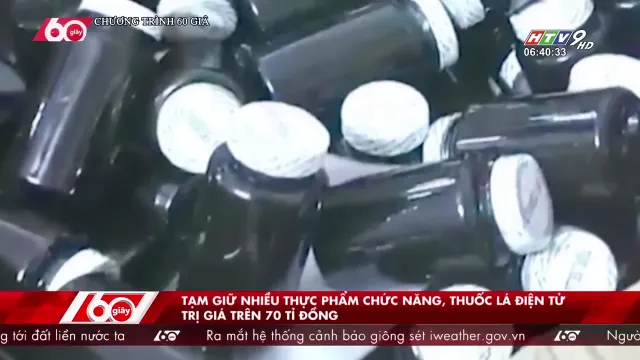 60 giây
CHƯƠNG TRÌNH 60 GIÂ
HTV9 HD
06:40:33
60 giây
TẠM GIỮ NHIỀU THỰC PHẨM CHỨC NĂNG, THUỐC LÁ ĐIỆN TỬ
TRỊ GIÁ TRÊN 70 TỈ ĐỒNG
g tới đất liền nước ta
Ra mắt hệ thống cảnh báo giông sét iweather.gov.vn
Người